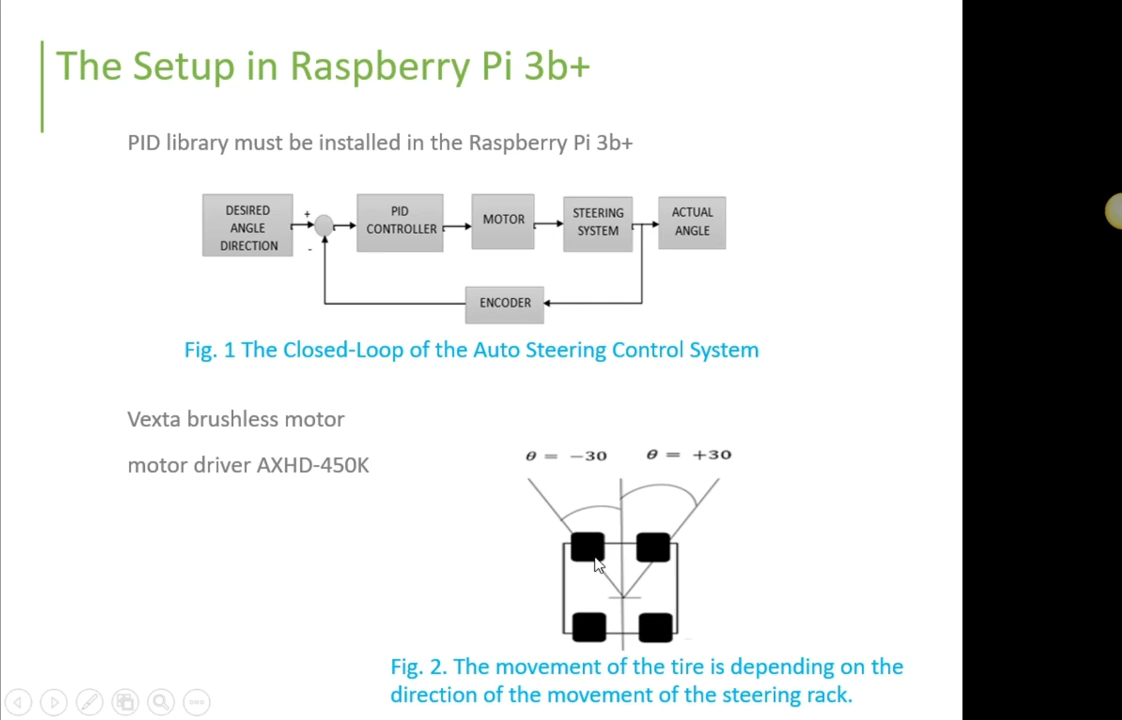 The Setup in Raspberry Pi 3b+
PID library must be installed in the Raspberry Pi 3b+
DESIRED
ANGLE
DIRECTION
+
-
PID
CONTROLLER
MOTOR
STEERING
SYSTEM
ACTUAL
ANGLE
ENCODER
Fig. 1 The Closed-Loop of the Auto Steering Control System
Vexta brushless motor
motor driver AXHD-450K
θ = −30
θ = +30
Fig. 2. The movement of the tire is depending on the
direction of the movement of the steering rack.